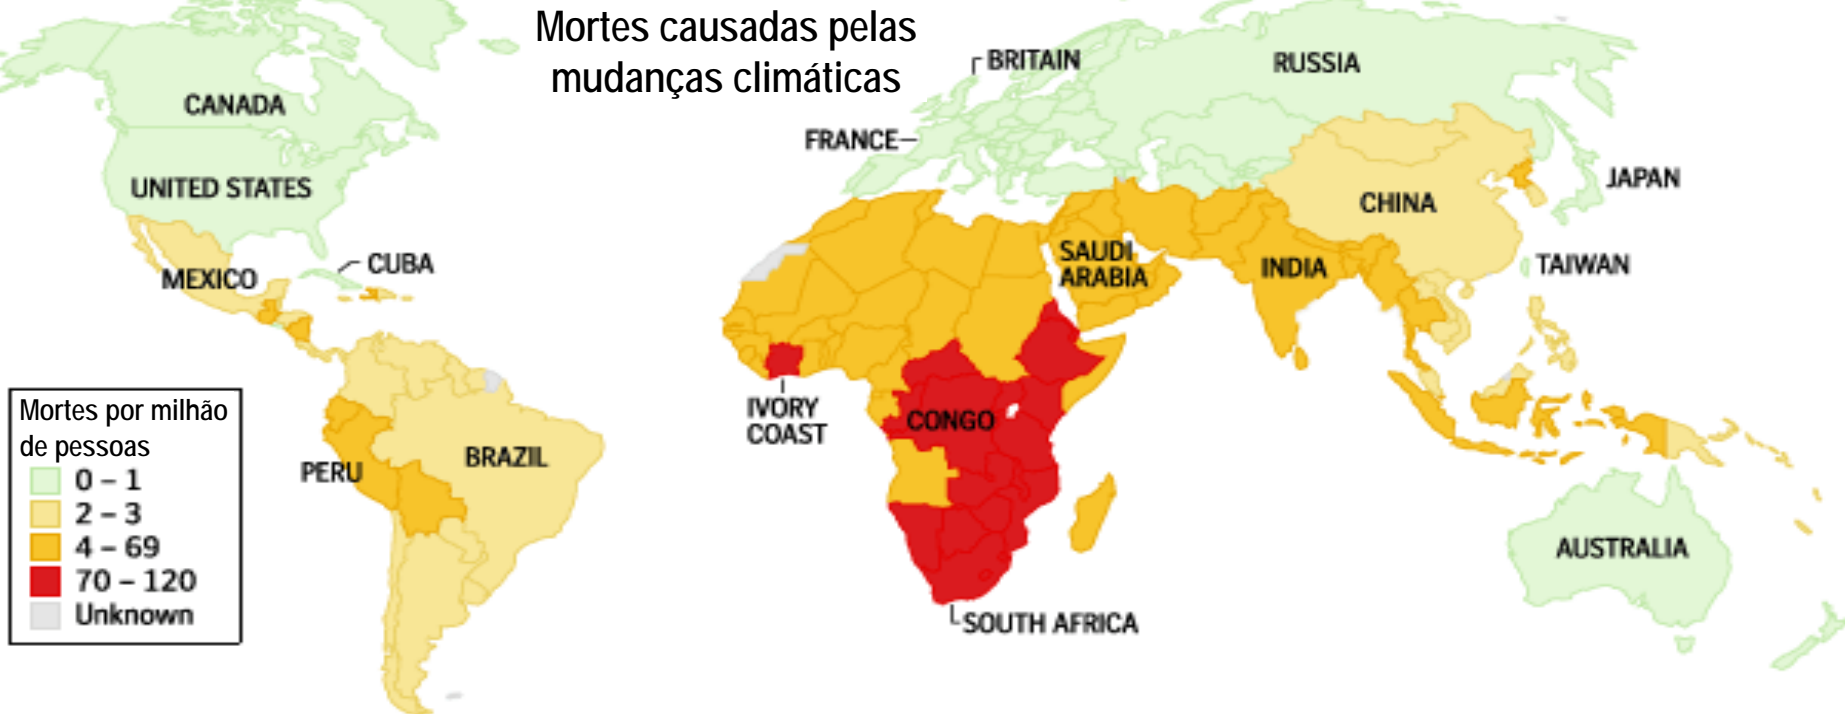 Mortes causadas pelas
mudanças climáticas
BRITAIN
RUSSIA
CANADA
FRANCE
UNITED STATES
JAPAN
CHINA
CUBA
MEXICO
SAUDI
ARABIA
INDIA
TAIWAN
IVORY
COAST
CONGO
BRAZIL
PERU
AUSTRALIA
SOUTH AFRICA
Mortes por milhão
de pessoas
0 – 1
2 – 3
4 – 69
70 – 120
Unknown